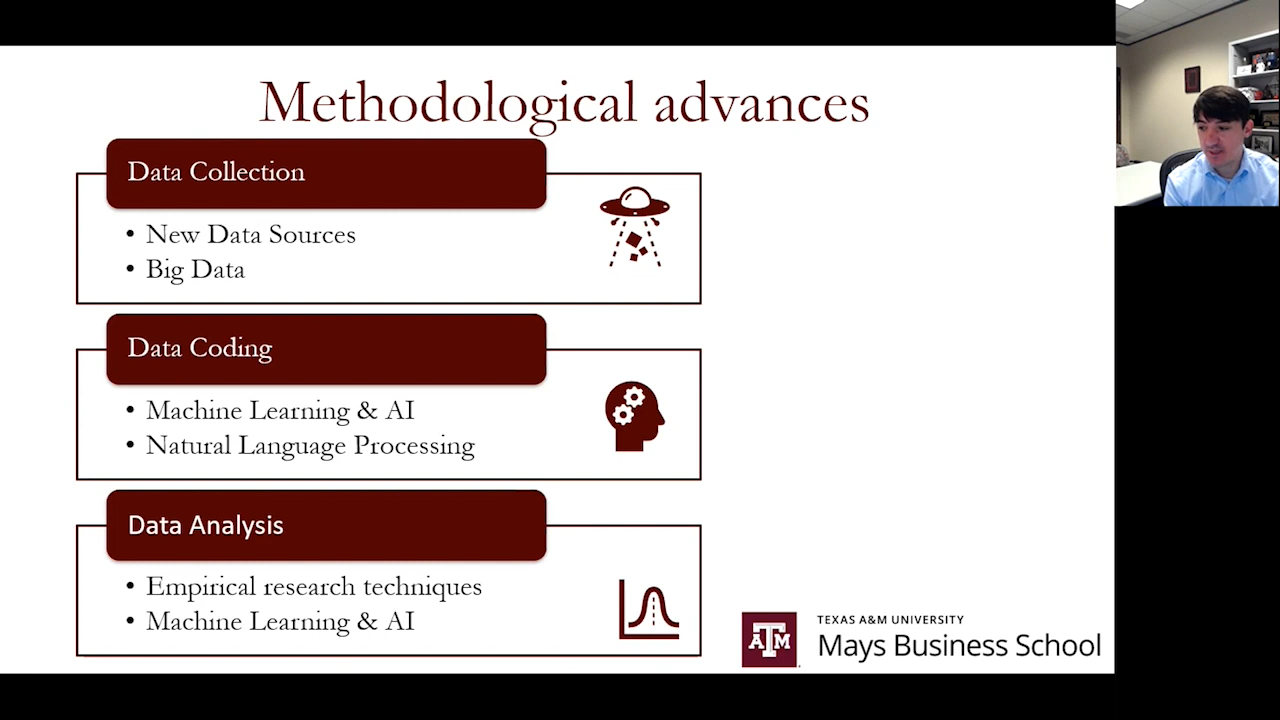 Methodological advances
Data Collection
• New Data Sources
• Big Data
Data Coding
• Machine Learning & AI
• Natural Language Processing
Data Analysis
• Empirical research techniques
• Machine Learning & AI
ATM
TEXAS A&M UNIVERSITY
Mays Business School